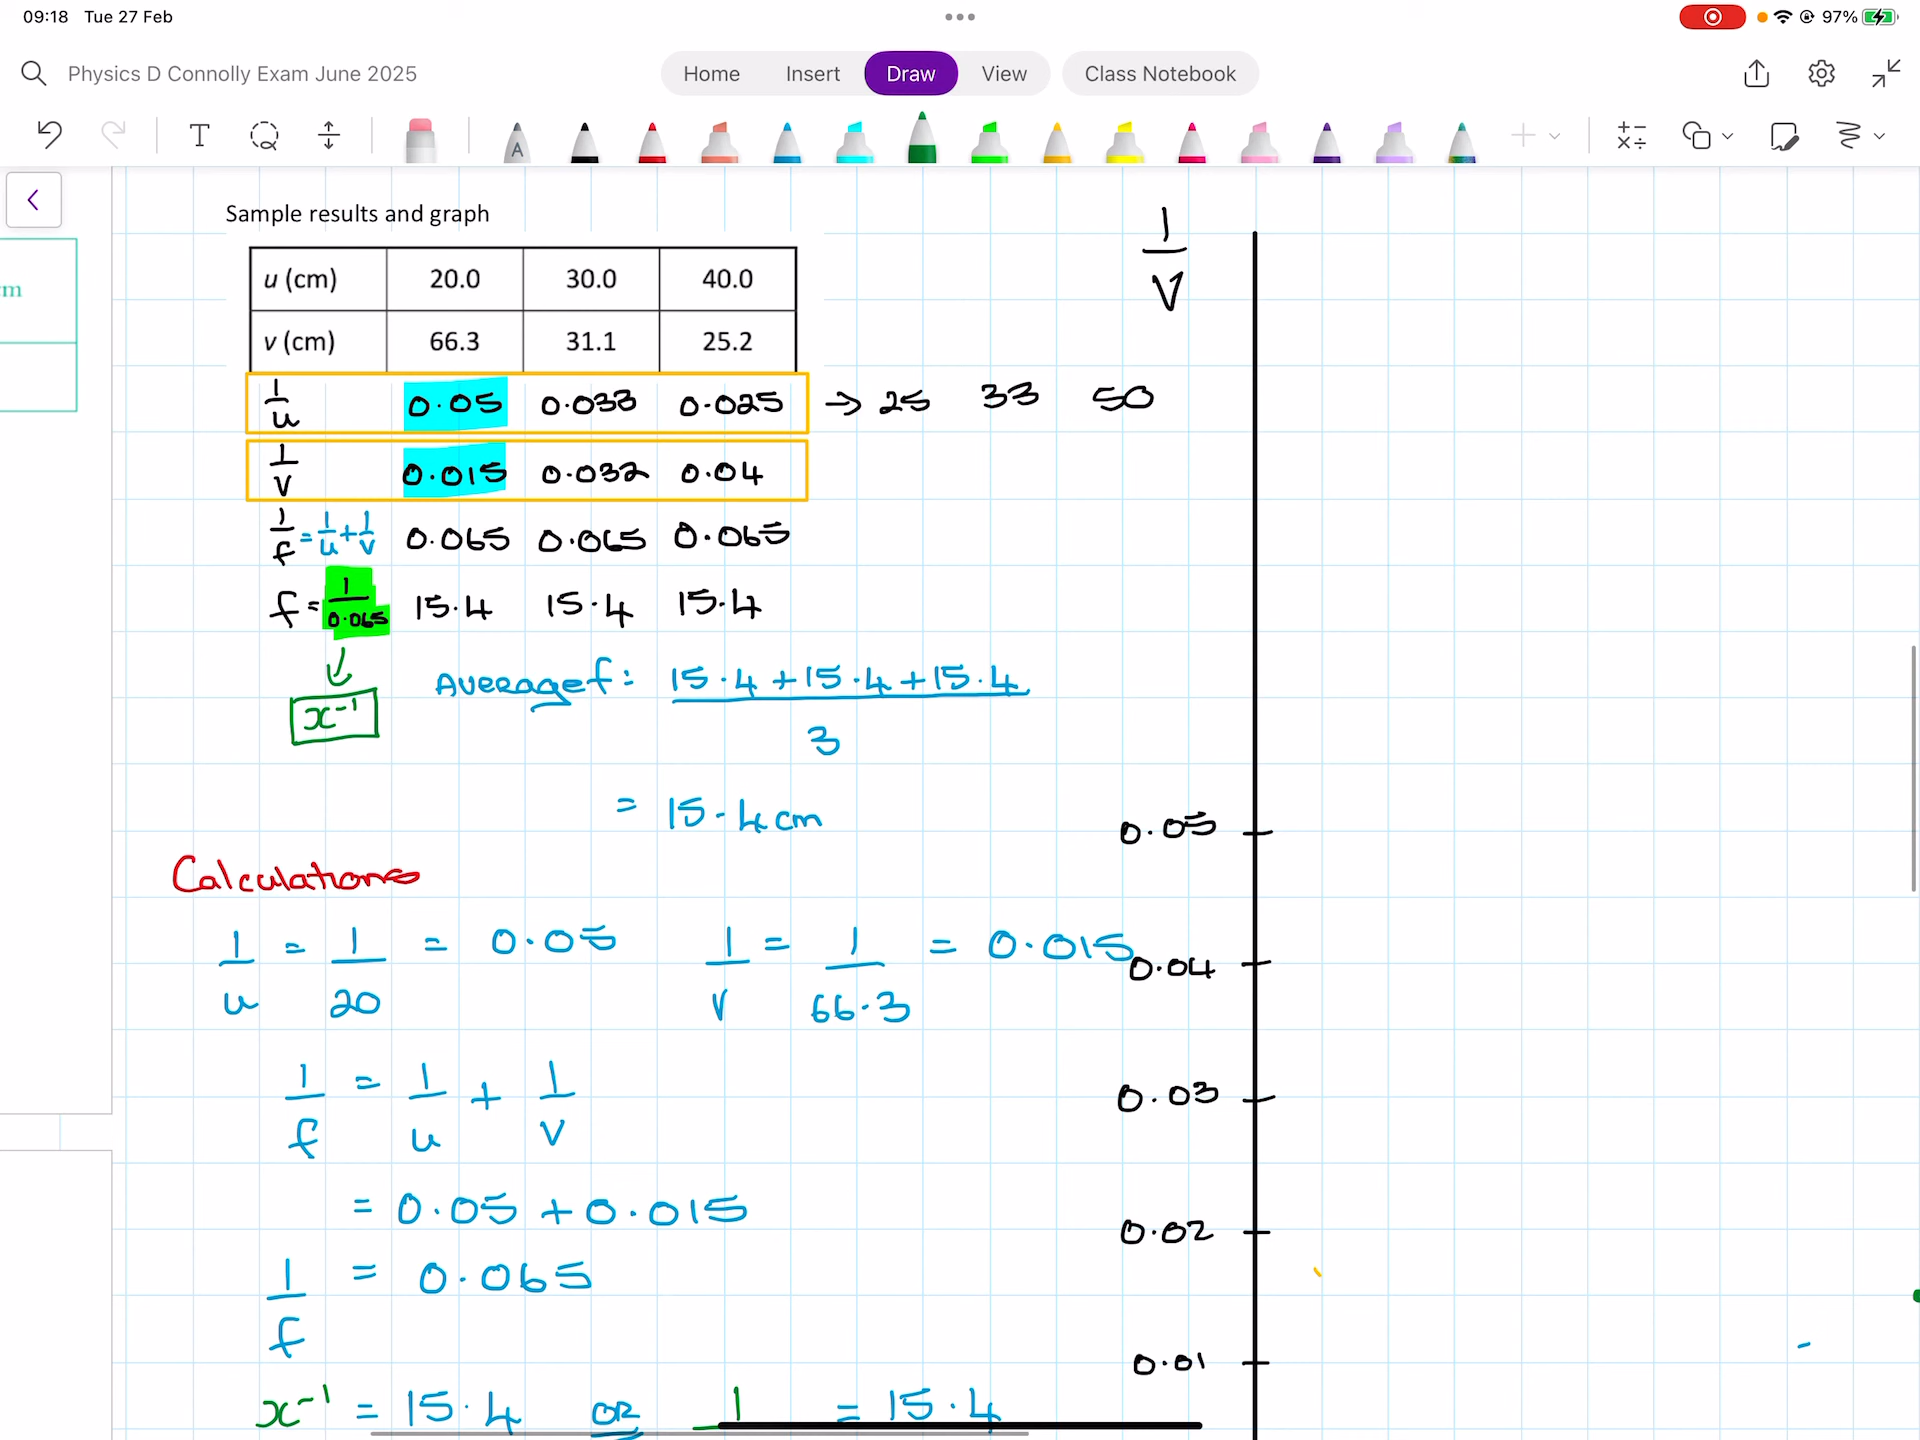 09:18 Tue 27 Feb
97%
Physics D Connolly Exam June 2025
Home Insert Draw View Class Notebook
T
A
cm
Sample results and graph
1/V
u (cm) 20.0 30.0 40.0
v (cm) 66.3 31.1 25.2
1/u 0.05 0.033 0.025 → 25 33 50
1/v 0.015 0.032 0.04
1/f = 1/u + 1/v 0.065 0.065 0.065
f = 1/0.065 15.4 15.4 15.4
x⁻¹
Average f: 15.4 + 15.4 + 15.4
3
= 15.4 cm
0.05
Calculations
1/u = 1/20 = 0.05 1/v = 1/66.3 = 0.015
0.04
1/f = 1/u + 1/v
0.03
= 0.05 + 0.015
0.02
1/f = 0.065
0.01
x⁻¹ = 15.4 OR 1 = 15.4